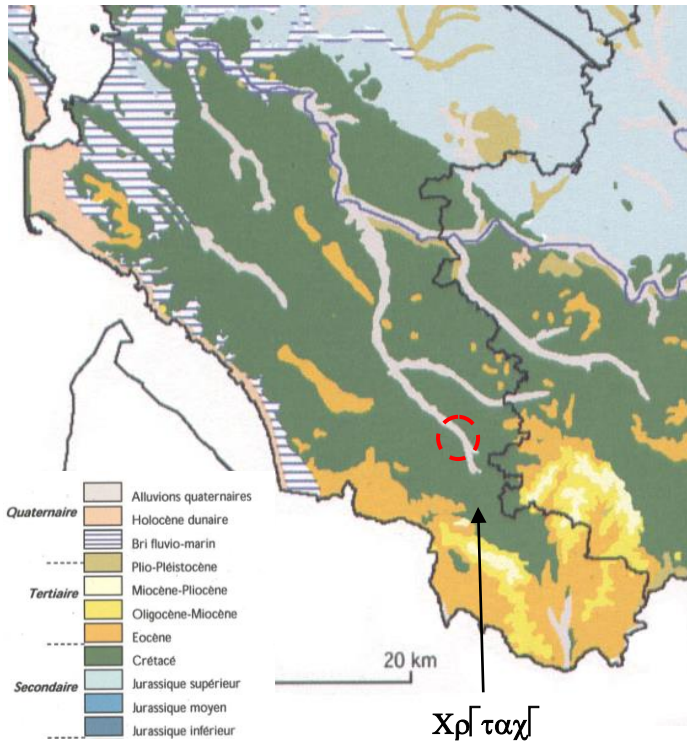 Quaternaire
Alluvions quaternaires
Holocène dunaire
Bri fluvio-marin
Tertiaire
Plio-Pléistocène
Miocène-Pliocène
Oligocène-Miocène
Eocène
Secondaire
Crétacé
Jurassique supérieur
Jurassique moyen
Jurassique inférieur
20 km
Χρ⌈ταχ⌈